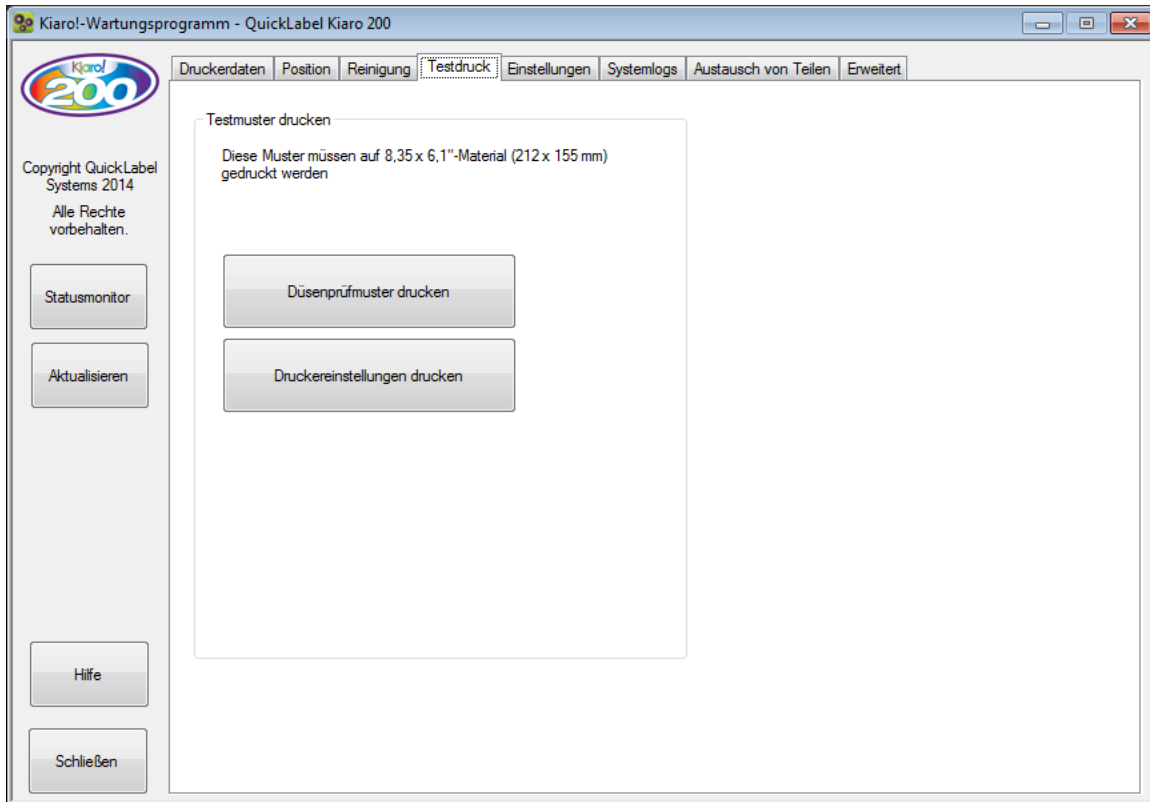 Kiaro!-Wartungsprogramm - QuickLabel Kiaro 200
Kiaro!
200
Copyright QuickLabel
Systems 2014
Alle Rechte
vorbehalten.
Statusmonitor
Aktualisieren
Hilfe
Schließen
Druckerdaten
Position
Reinigung
Testdruck
Einstellungen
Systemlogs
Austausch von Teilen
Erweitert
Testmuster drucken
Diese Muster müssen auf 8,35 x 6,1"-Material (212 x 155 mm)
gedruckt werden
Düsenprüfmuster drucken
Druckereinstellungen drucken